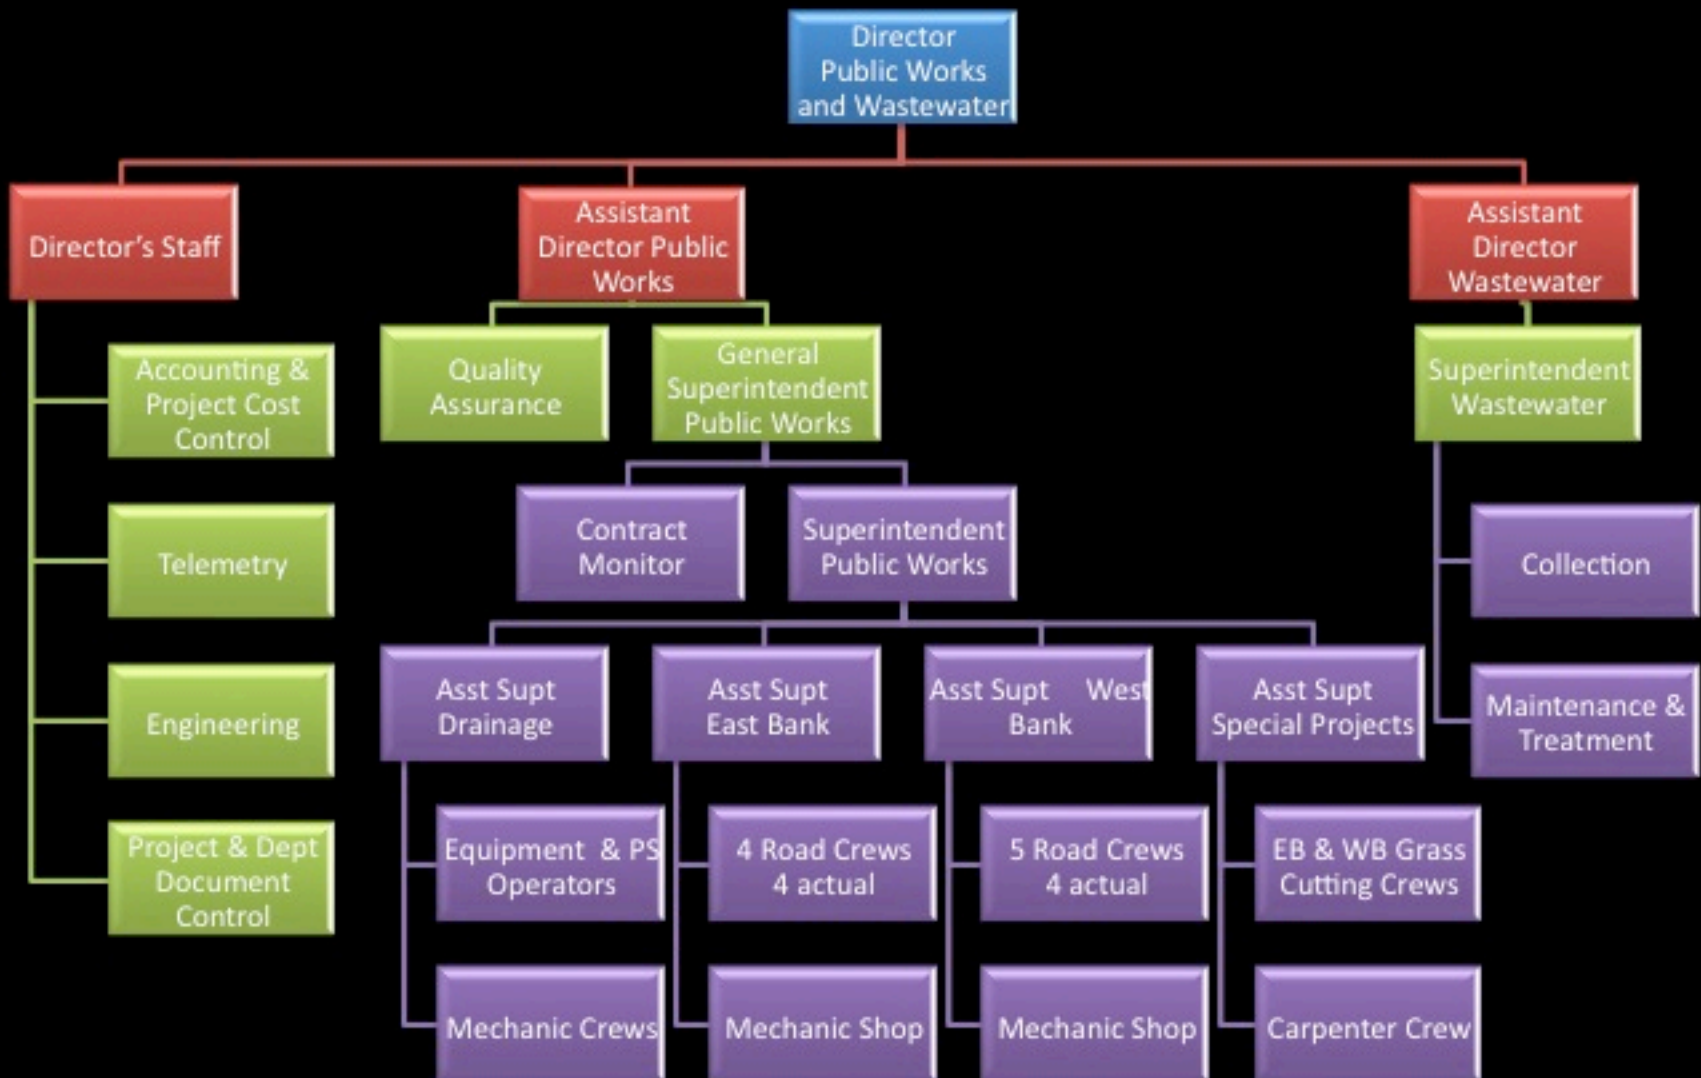 Director
Public Works
and Wastewater
Director’s Staff
Assistant
Director Public
Works
Assistant
Director
Wastewater
Accounting &
Project Cost
Control
Telemetry
Engineering
Project & Dept
Document
Control
Quality
Assurance
General
Superintendent
Public Works
Contract
Monitor
Superintendent
Public Works
Asst Supt
Drainage
Equipment & PS
Operators
Mechanic Crews
Asst Supt
East Bank
4 Road Crews
4 actual
Mechanic Shop
Asst Supt West
Bank
5 Road Crews
4 actual
Mechanic Shop
Asst Supt
Special Projects
EB & WB Grass
Cutting Crews
Carpenter Crew
Superintendent
Wastewater
Collection
Maintenance &
Treatment